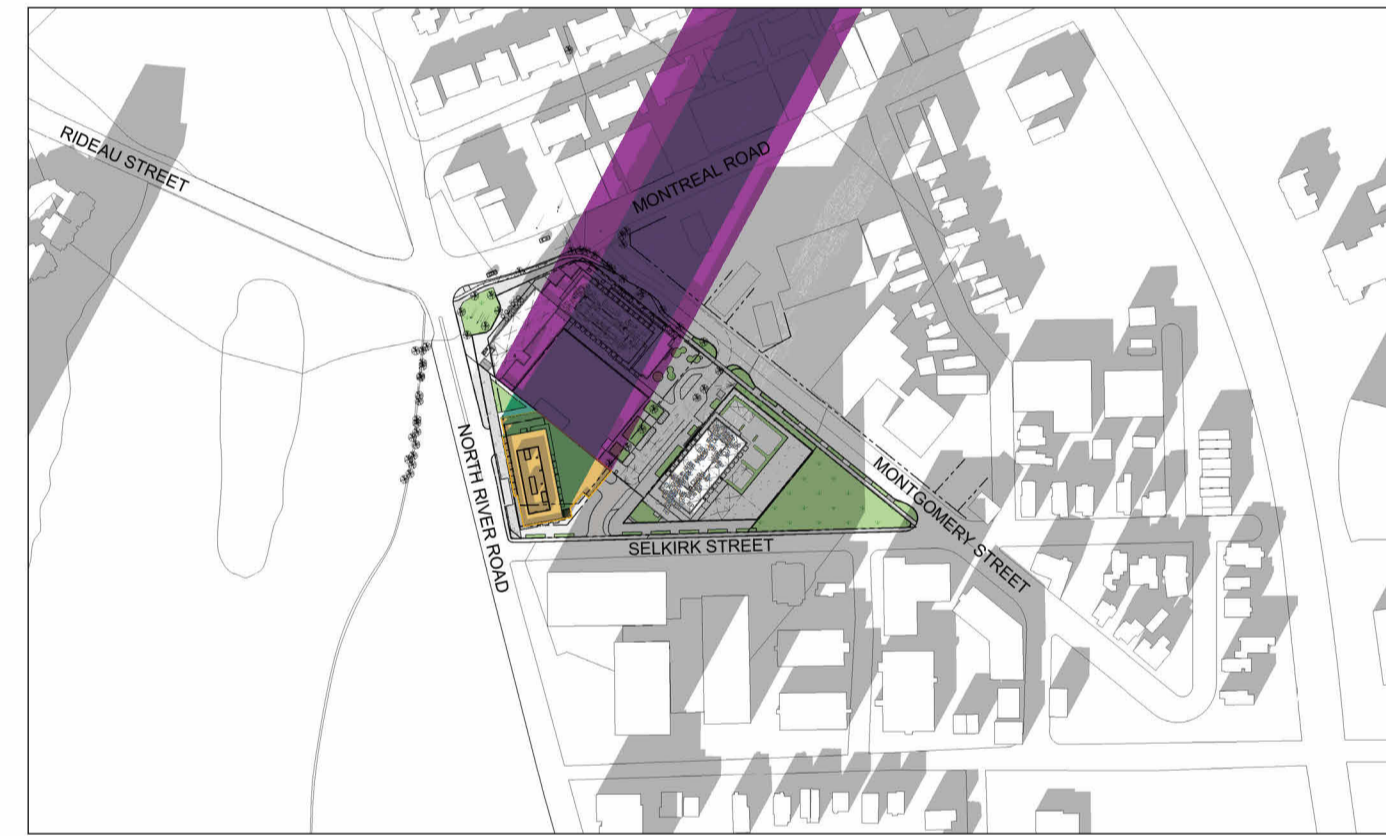 RIDEAU STREET
MONTREAL ROAD
NORTH RIVER ROAD
MONTGOMERY STREET
SELKIRK STREET